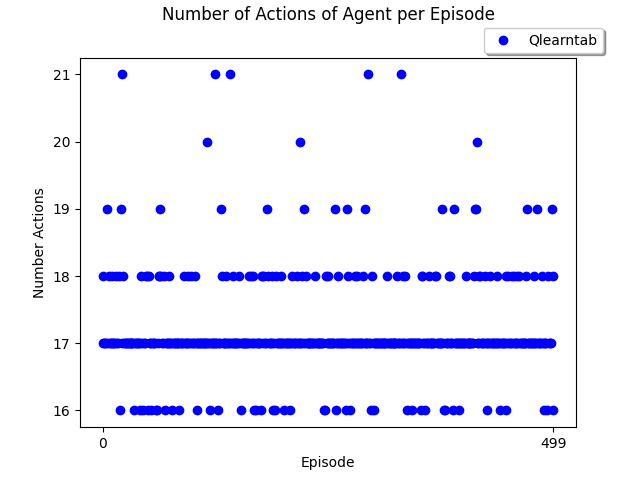 Number of Actions of Agent per Episode
Qlearntab
21
20
19
18
17
16
Number Actions
0
499
Episode